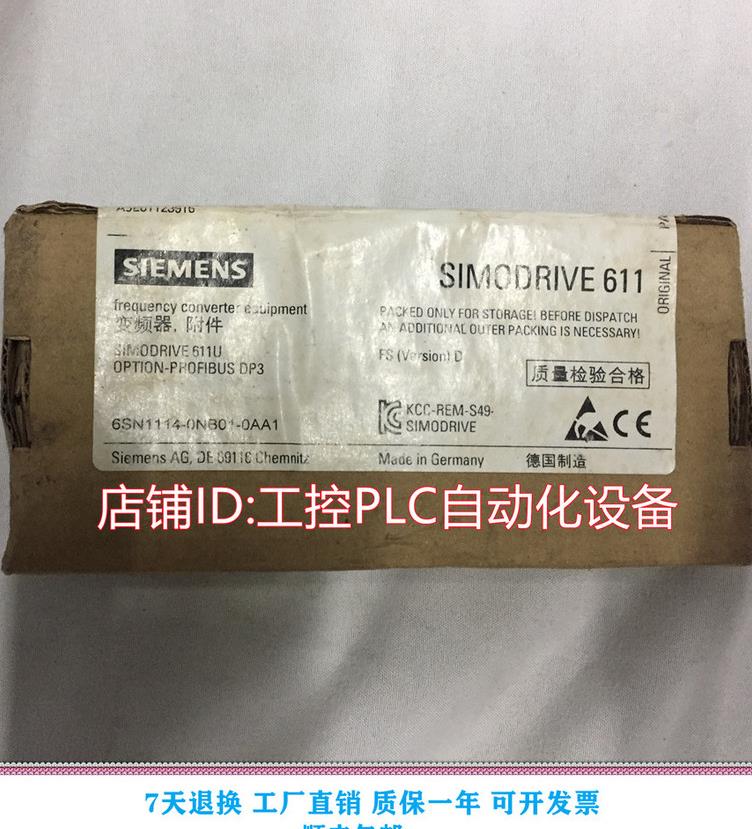 A5E01123916
SIEMENS
SIMODRIVE 611
ORIGINAL
PA
frequency converter equipment
变频器, 附件
SIMODRIVE 611U
OPTION-PROFIBUS DP3
PACKED ONLY FOR STORAGE! BEFORE DISPATCH
AN ADDITIONAL OUTER PACKING IS NECESSARY!
FS (Version) D
质量检验合格
6SN1114-0NB01-0AA1
KCC-REM-S49-
SIMODRIVE
CE
Siemens AG, DE 09116 Chemnitz
Made in Germany
德国制造
店铺ID:工控PLC自动化设备
7天退换 工厂直销 质保一年 可开发票